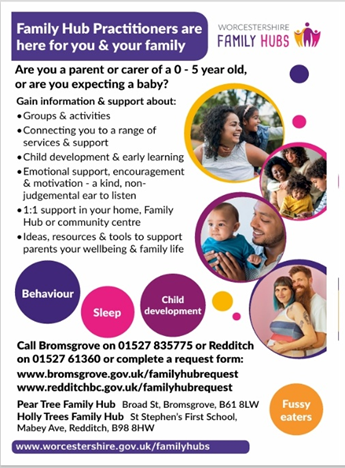 Family Hub Practitioners are
here for you & your family
WORCESTERSHIRE
FAMILY HUBS
Are you a parent or carer of a 0 - 5 year old,
or are you expecting a baby?
Gain information & support about:
• Groups & activities
• Connecting you to a range of
services & support
• Child development & early learning
• Emotional support, encouragement
& motivation - a kind, non-
judgemental ear to listen
• 1:1 support in your home, Family
Hub or community centre
• Ideas, resources & tools to support
parents your wellbeing & family life
Behaviour
Sleep
Child
development
Call Bromsgrove on 01527 835775 or Redditch
on 01527 61360 or complete a request form:
www.bromsgrove.gov.uk/familyhubrequest
www.redditchbc.gov.uk/familyhubrequest
Pear Tree Family Hub Broad St, Bromsgrove, B61 8LW
Holly Trees Family Hub St Stephen's First School,
Mabey Ave, Redditch, B98 8HW
Fussy
eaters
www.worcestershire.gov.uk/familyhubs